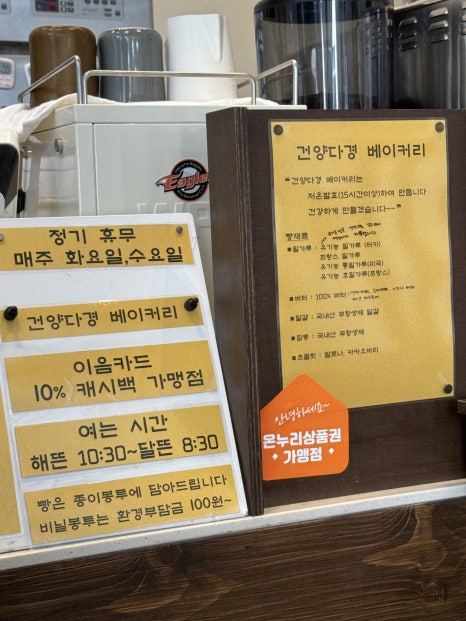 정기 휴무
매주 화요일,수요일
건양다경 베이커리
이음카드
10% 캐시백 가맹점
여는 시간
해뜬 10:30~달뜬 8:30
빵은 종이봉투에 담아드립니다
비닐봉투는 환경부담금 100원~
Eagles
건양다경 베이커리
"건양다경 베이커리는
저온발효(15시간이상)하여 만듭니다
건강하게 만들겠습니다~~"
빵재료
▪밀가루 : 유기농 밀가루 (터키)
프랑스 밀가루
유기농 통밀가루(미국)
유기농 호밀가루(프랑스)
▪버터 : 100% 버터
▪달걀 : 국내산 무항생제 달걀
▪팥 : 국내산
▪초콜릿 : 발로나, 카카오바리
안녕하세요~
온누리상품권
가맹점